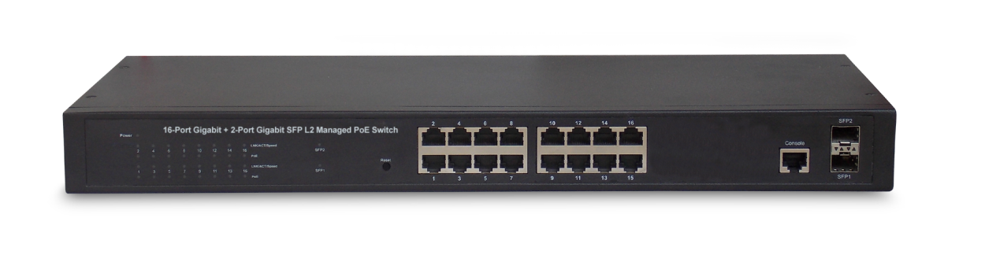 16-Port Gigabit + 2-Port Gigabit SFP L2 Managed PoE Switch
Power
2 4 6 8 10 12 14 16
LNK/ACT/Speed
PoE
SFP2
1 3 5 7 9 11 13 15
LNK/ACT/Speed
PoE
SFP1
Reset
2 4 6 8
10 12 14 16
1 3 5 7
9 11 13 15
Console
SFP2
SFP1